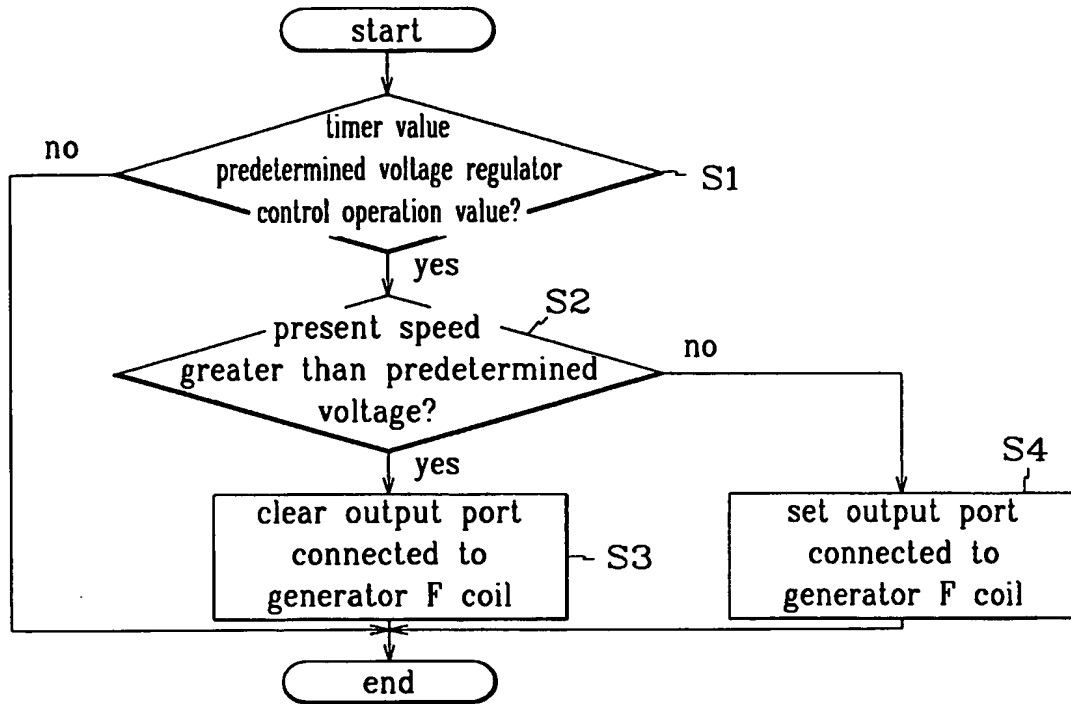 start
timer value
no
predetermined voltage regulator
S1
control operation value?
yes
S2
present speed
no
greater than predetermined
voltage?
yes
S4
clear output port
connected to
generator F coil
S3
set output port
connected to
generator F coil
end